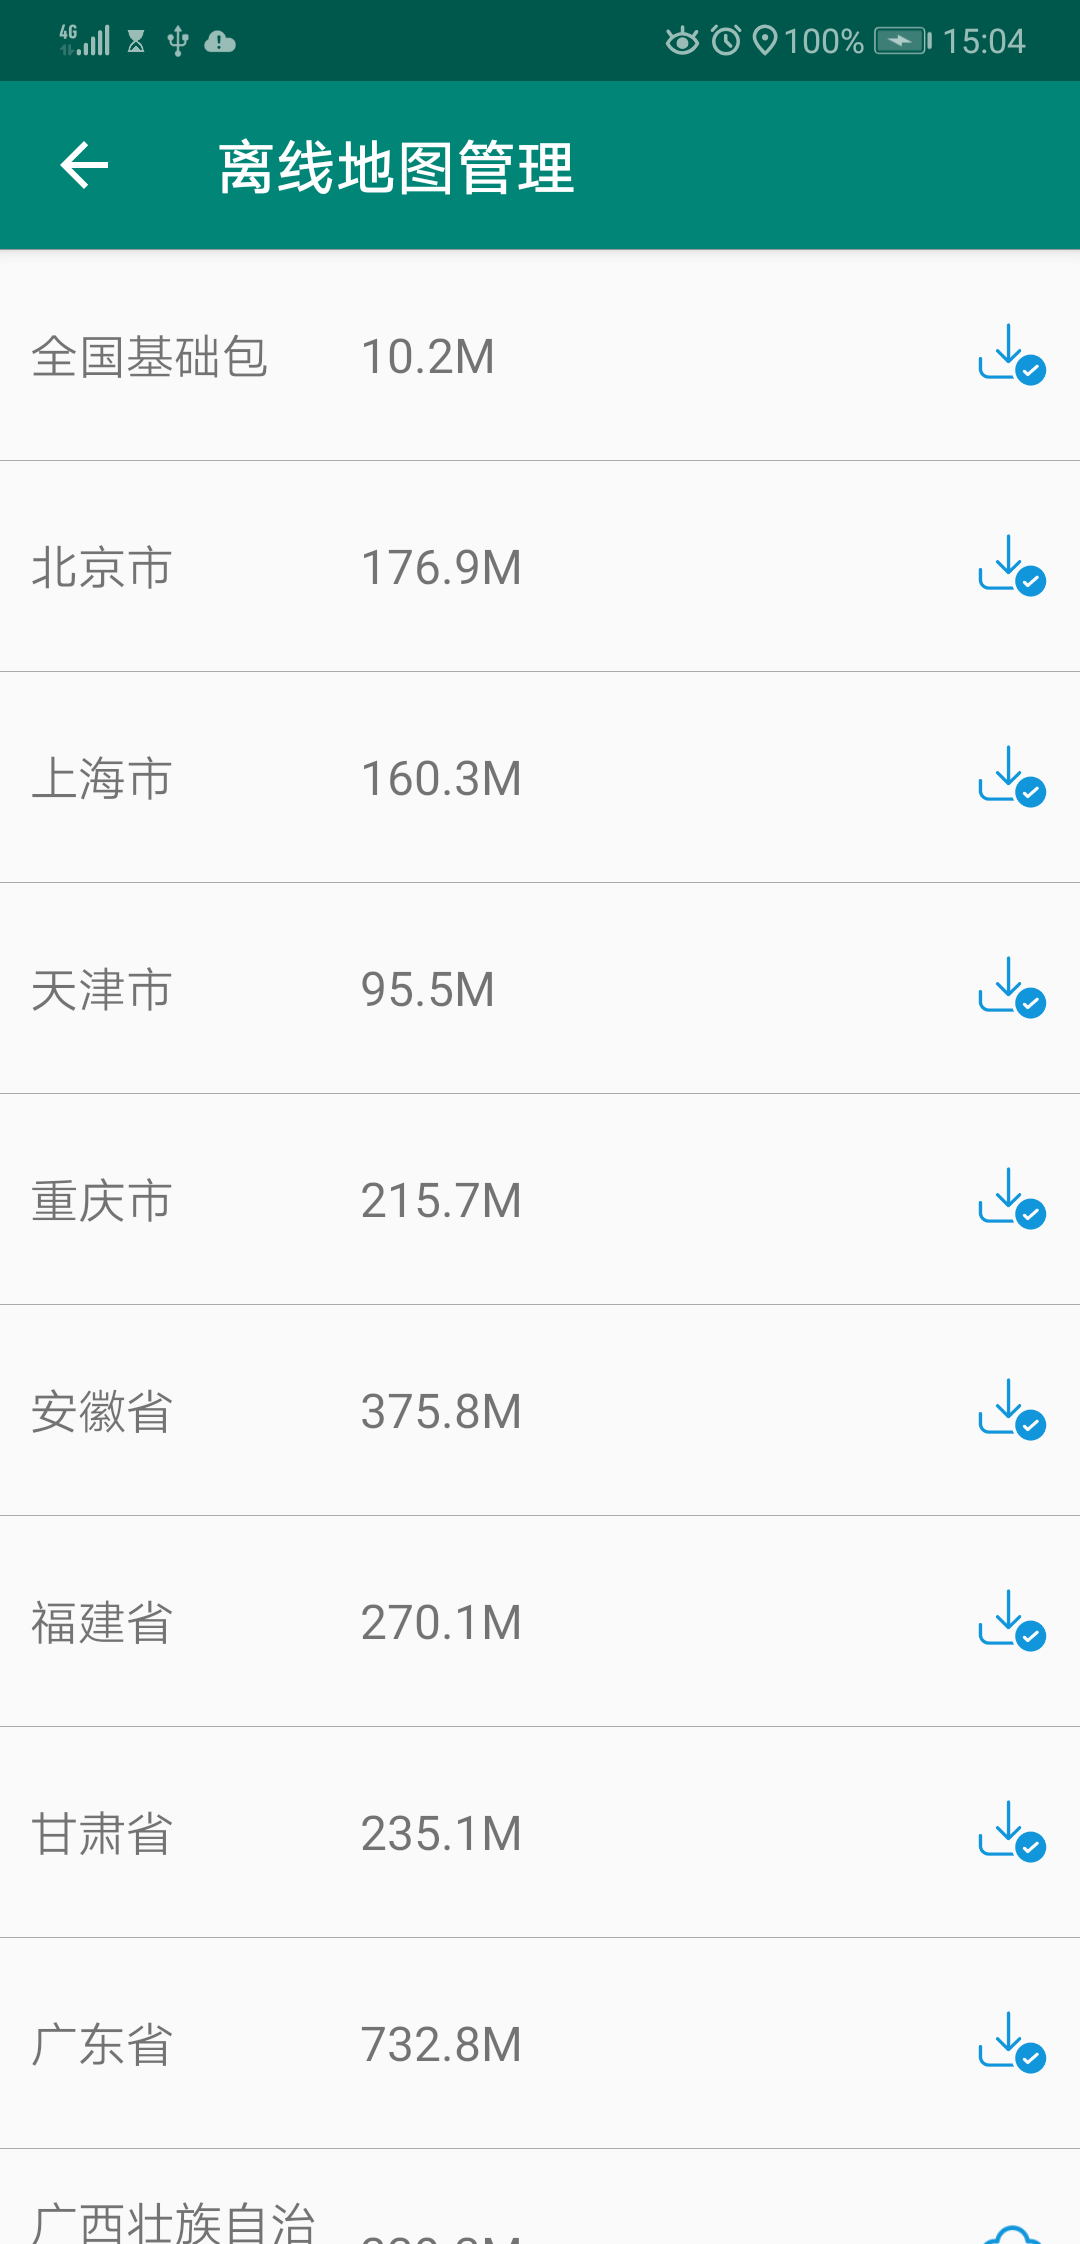 4G 100% 15:04
离线地图管理
全国基础包 10.2M
北京市 176.9M
上海市 160.3M
天津市 95.5M
重庆市 215.7M
安徽省 375.8M
福建省 270.1M
甘肃省 235.1M
广东省 732.8M
广西壮族自治